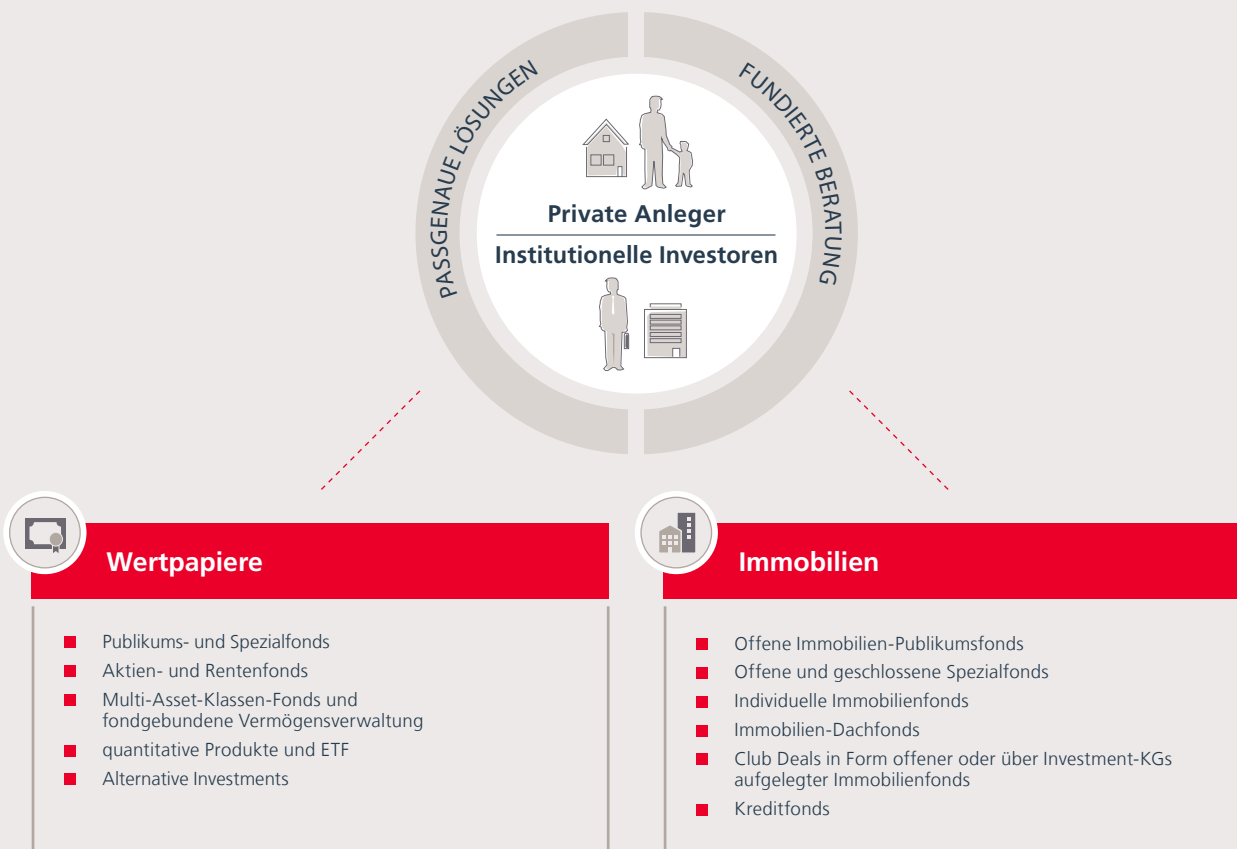 PASSGENAUE LÖSUNGEN
FUNDIERTE BERATUNG
Private Anleger
Institutionelle Investoren
Wertpapiere
Publikums- und Spezialfonds
Aktien- und Rentenfonds
Multi-Asset-Klassen-Fonds und
fondgebundene Vermögensverwaltung
quantitative Produkte und ETF
Alternative Investments
Immobilien
Offene Immobilien-Publikumsfonds
Offene und geschlossene Spezialfonds
Individuelle Immobilienfonds
Immobilien-Dachfonds
Club Deals in Form offener oder über Investment-KGs
aufgelegter Immobilienfonds
Kreditfonds